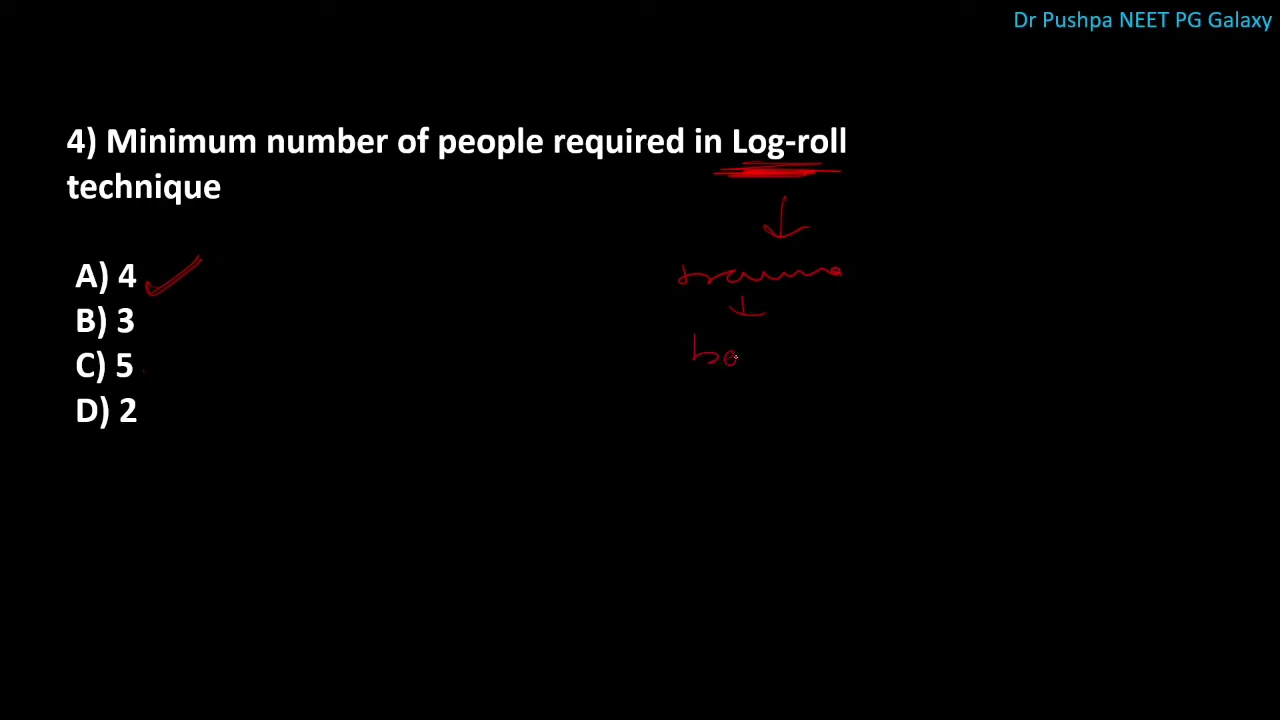 Dr Pushpa NEET PG Galaxy
4) Minimum number of people required in Log-roll
technique
A) 4
B) 3
C) 5
D) 2
trauma